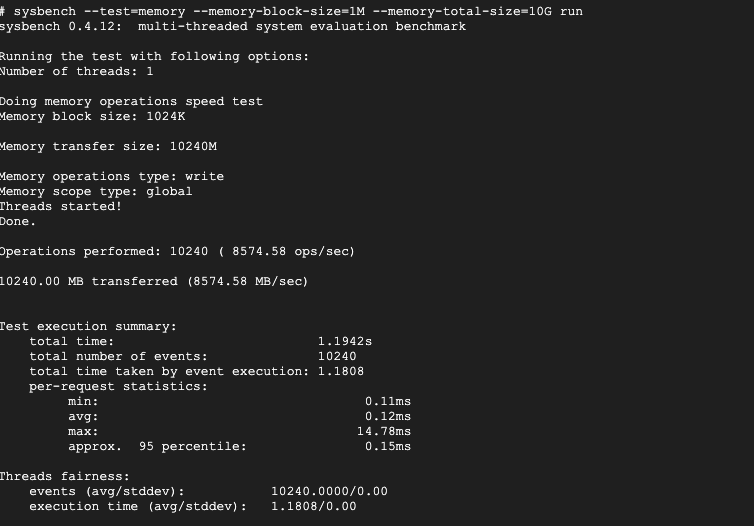 # sysbench --test=memory --memory-block-size=1M --memory-total-size=10G run
sysbench 0.4.12:  multi-threaded system evaluation benchmark
Running the test with following options:
Number of threads: 1
Doing memory operations speed test
Memory block size: 1024K
Memory transfer size: 10240M
Memory operations type: write
Memory scope type: global
Threads started!
Done.
Operations performed: 10240 ( 8574.58 ops/sec)
10240.00 MB transferred (8574.58 MB/sec)
Test execution summary:
    total time:                          1.1942s
    total number of events:              10240
    total time taken by event execution: 1.1808
    per-request statistics:
         min:                                  0.11ms
         avg:                                  0.12ms
         max:                                 14.78ms
         approx.  95 percentile:               0.15ms
Threads fairness:
    events (avg/stddev):           10240.0000/0.00
    execution time (avg/stddev):   1.1808/0.00